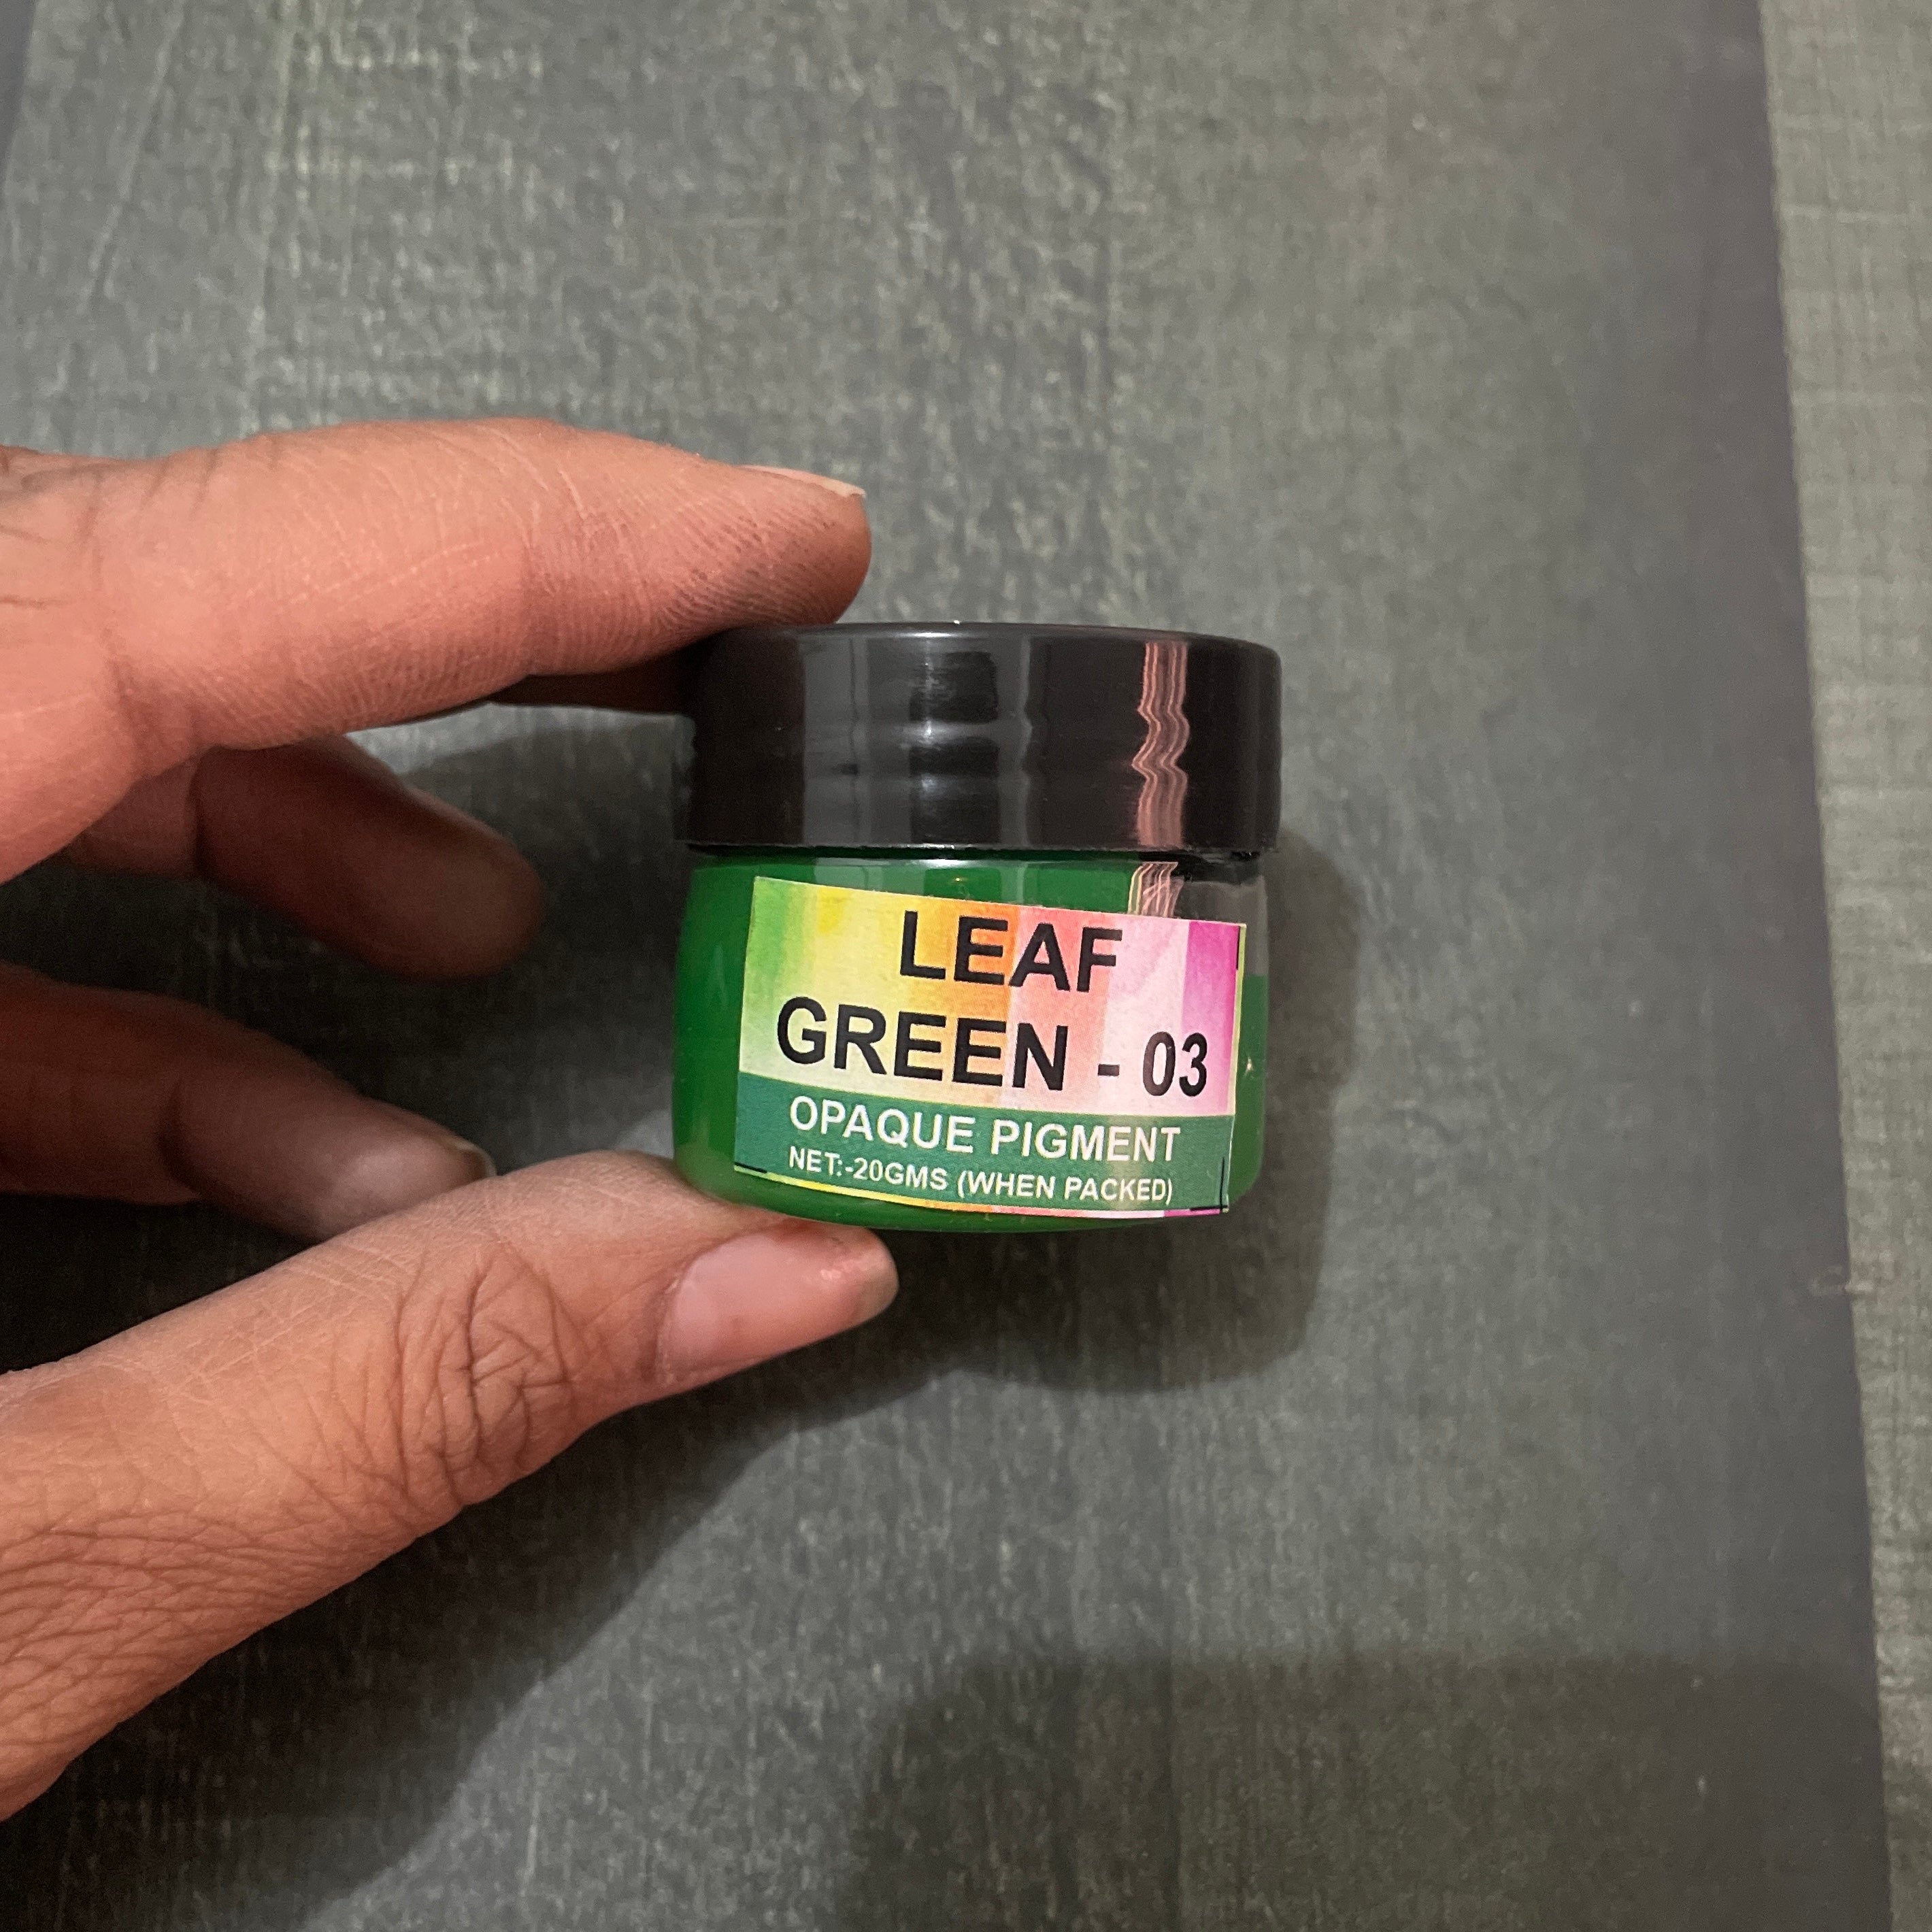 LEAF
GREEN - 03
OPAQUE PIGMENT
NET:-20GMS (WHEN PACKED)